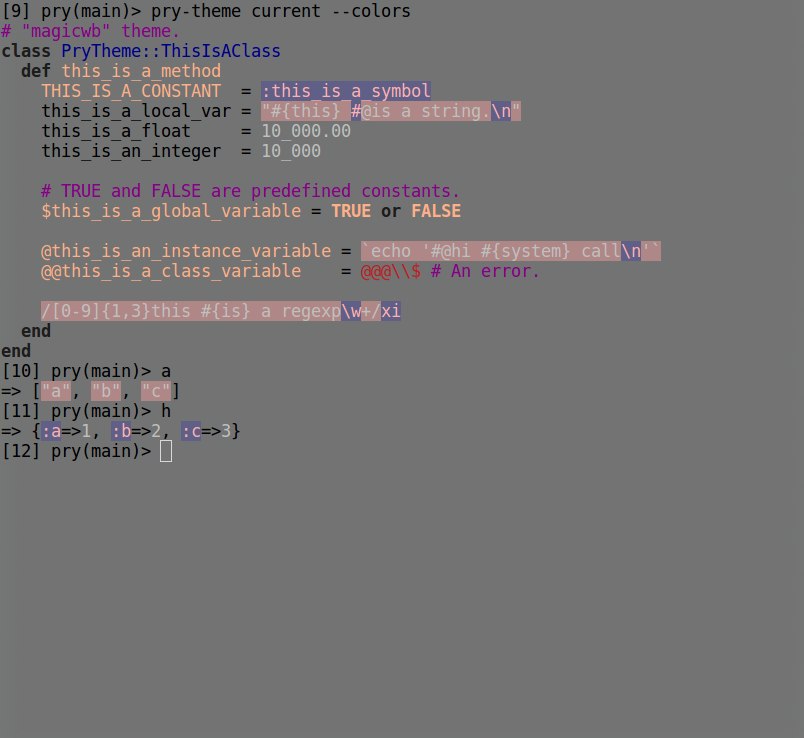 [9] pry(main)> pry-theme current --colors
# "magicwb" theme.
class PryTheme::ThisIsAClass
  def this_is_a_method
    THIS_IS_A_CONSTANT  = :this_is_a_symbol
    this_is_a_local_var = "#{this} #@is a string.\n"
    this_is_a_float     = 10_000.00
    this_is_an_integer  = 10_000

    # TRUE and FALSE are predefined constants.
    $this_is_a_global_variable = TRUE or FALSE

    @this_is_an_instance_variable = `echo '#@hi #{system} call\n'`
    @@this_is_a_class_variable    = @@@\\$ # An error.

    /[0-9]{1,3}this #{is} a regexp\w+/xi
  end
end
[10] pry(main)> a
=> ["a", "b", "c"]
[11] pry(main)> h
=> {:a=>1, :b=>2, :c=>3}
[12] pry(main)>